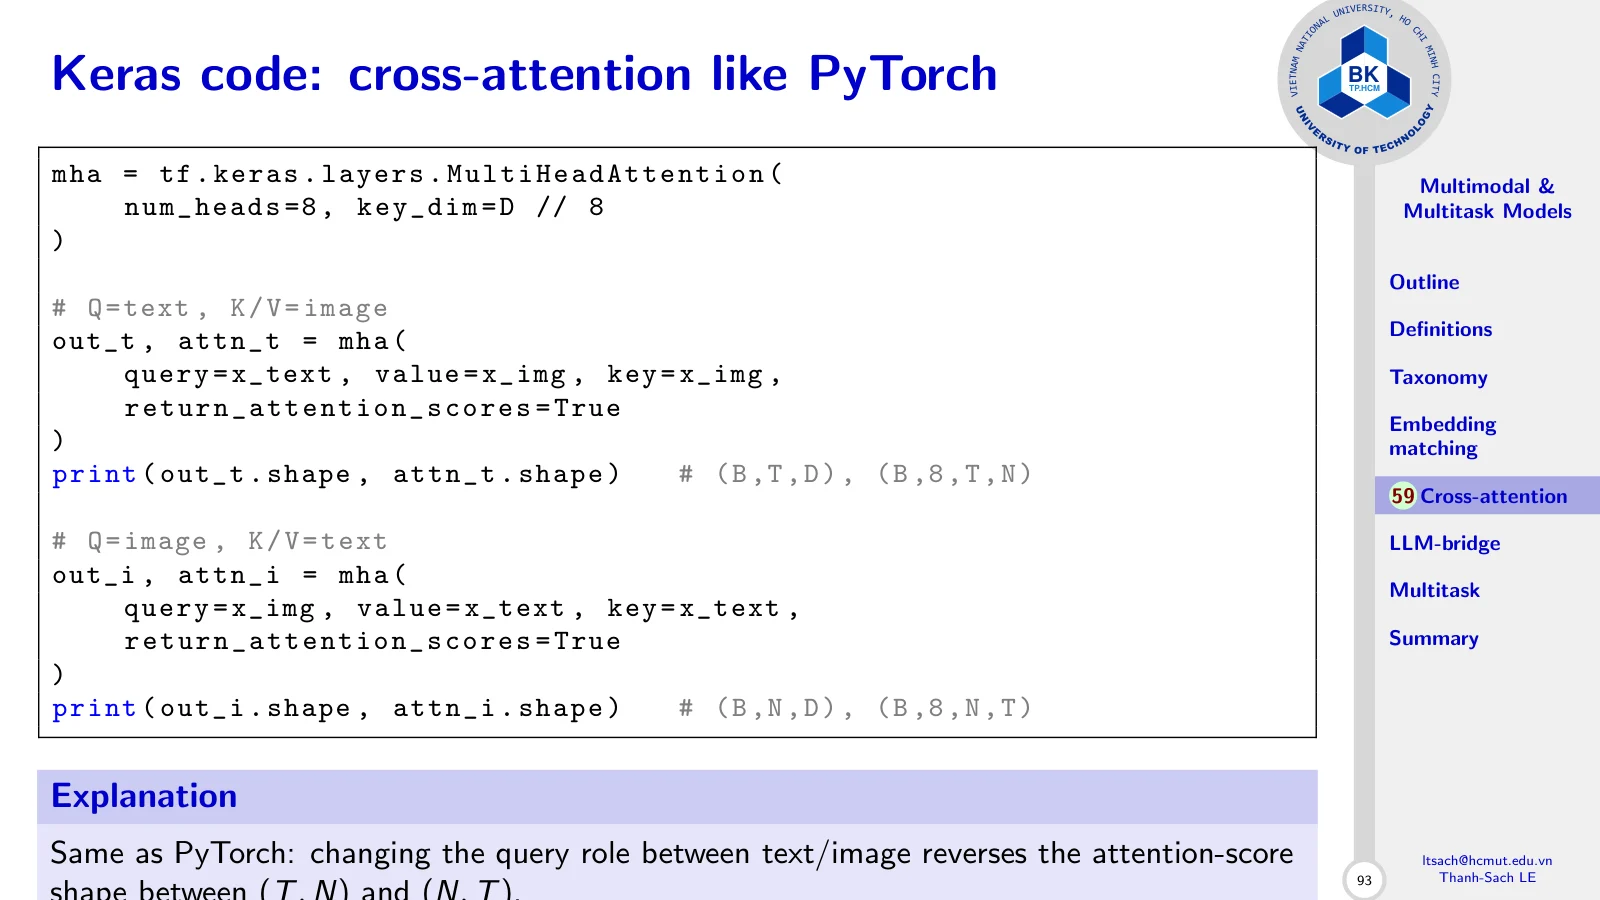 Keras code: cross-attention like PyTorch
mha = tf.keras.layers.MultiHeadAttention(
    num_heads=8, key_dim=D // 8
)
# Q=text, K/V=image
out_t, attn_t = mha(
    query=x_text, value=x_img, key=x_img,
    return_attention_scores=True
)
print(out_t.shape, attn_t.shape)   # (B,T,D), (B,8,T,N)
# Q=image, K/V=text
out_i, attn_i = mha(
    query=x_img, value=x_text, key=x_text,
    return_attention_scores=True
)
print(out_i.shape, attn_i.shape)   # (B,N,D), (B,8,N,T)
Explanation
Same as PyTorch: changing the query role between text/image reverses the attention-score
shape between (T, N) and (N, T).
VIETNAM NATIONAL UNIVERSITY, HO CHI MINH CITY
BK
TP.HCM
UNIVERSITY OF TECHNOLOGY
Multimodal &
Multitask Models
Outline
Definitions
Taxonomy
Embedding
matching
59 Cross-attention
LLM-bridge
Multitask
Summary
ltsach@hcmut.edu.vn
Thanh-Sach LE
93